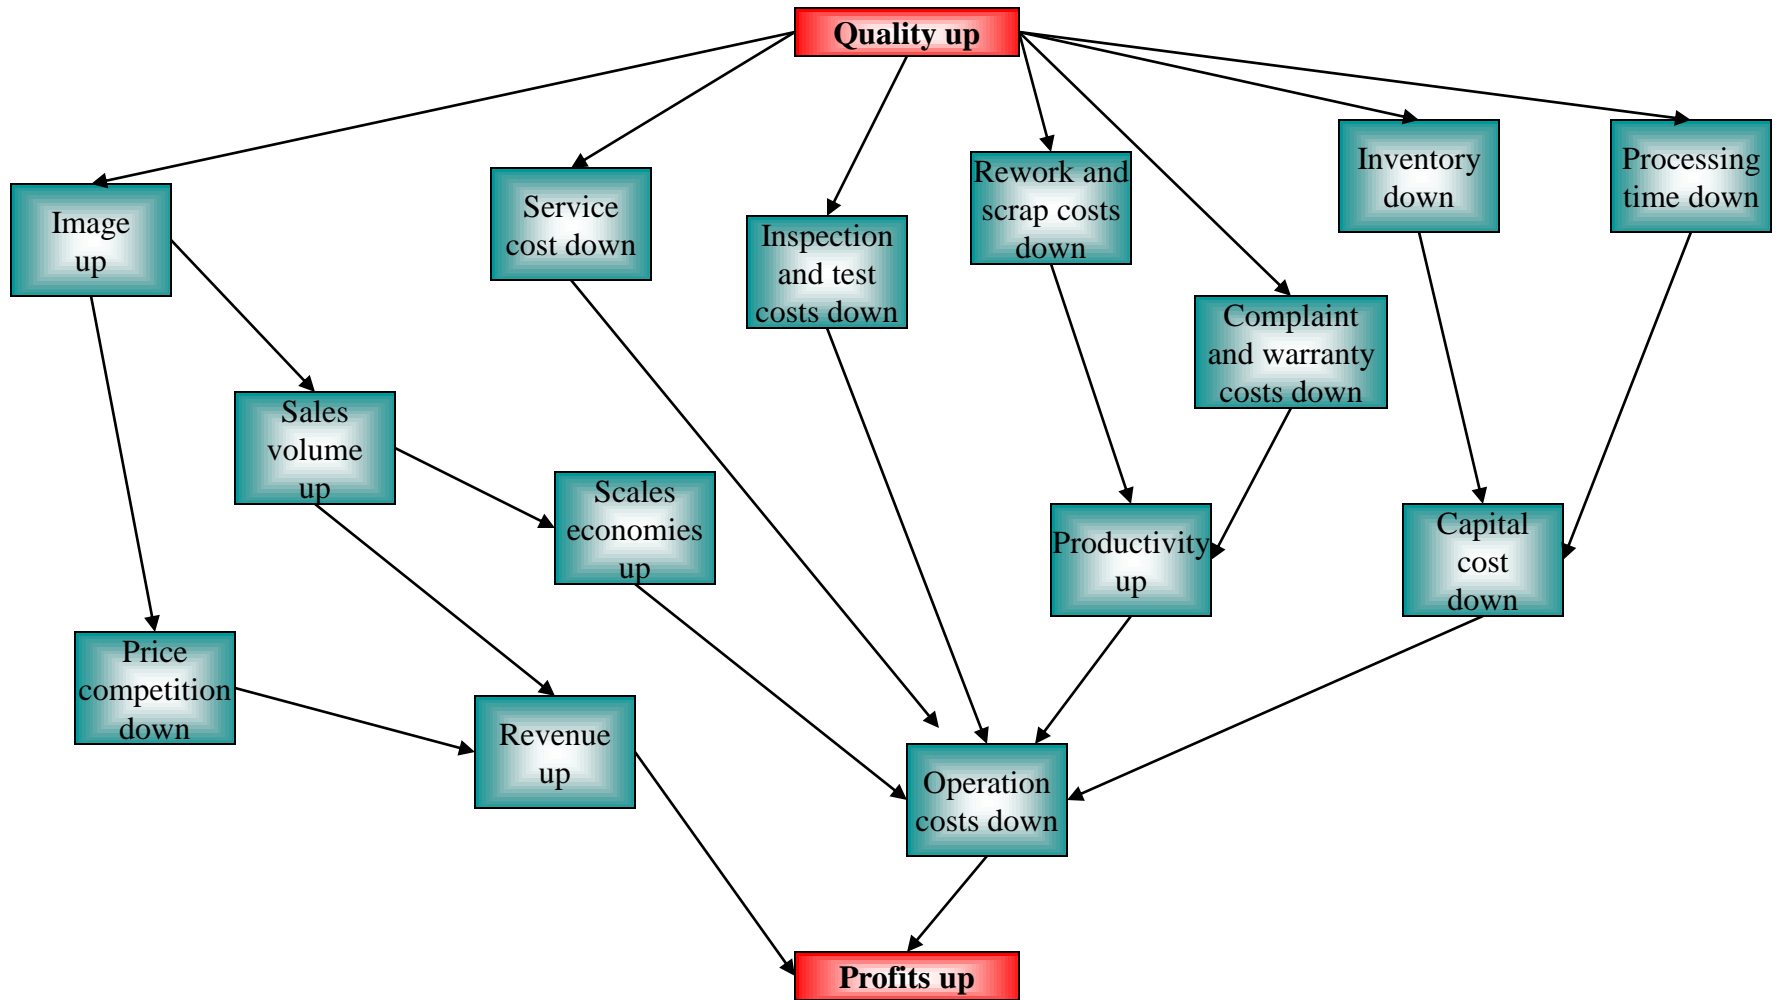 Quality up
Inventory
down
Processing
time down
Rework and
scrap costs
down
Service
cost down
Image
up
Inspection
and test
costs down
Complaint
and warranty
costs down
Sales
volume
up
Scales
economies
up
Productivity
up
Capital
cost
down
Price
competition
down
Revenue
up
Operation
costs down
Profits up